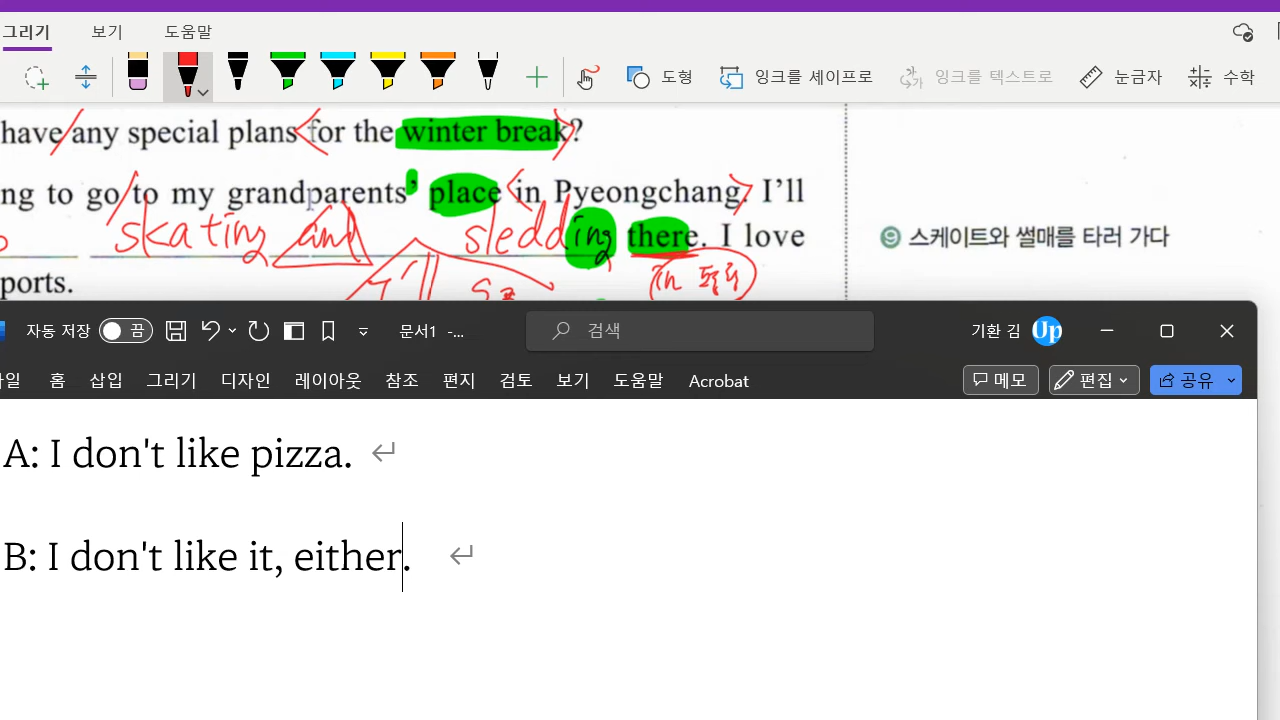 그리기 보기 도움말
도형 잉크를 셰이프로 잉크를 텍스트로 눈금자 수학
have any special plans for the winter break?
ng to go to my grandparents' place in Pyeongchang. I'll
skating and sledding there. I love
❾ 스케이트와 썰매를 타러 가다
in
ports.
자동 저장 끔 문서1 -... 검색 기환 김 Up
일 홈 삽입 그리기 디자인 레이아웃 참조 편지 검토 보기 도움말 Acrobat 메모 편집 공유
A: I don't like pizza.
B: I don't like it, either.